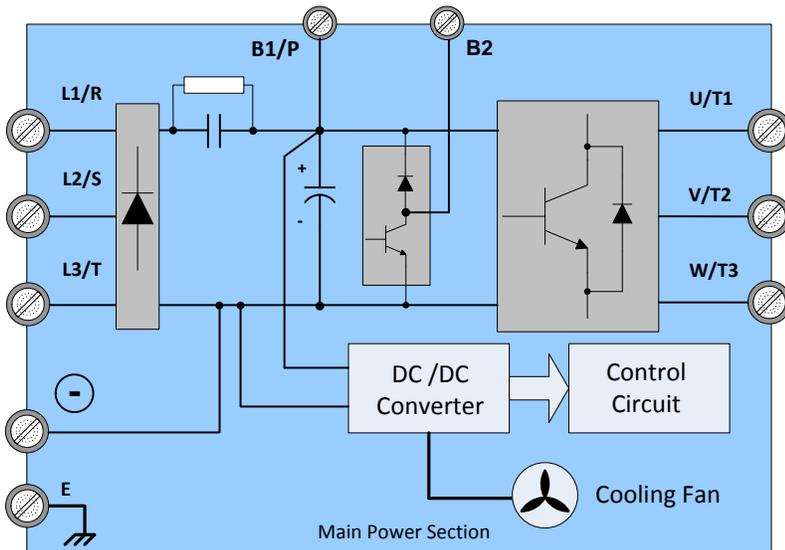 B1/P
B2
L1/R
U/T1
L2/S
V/T2
+
-
L3/T
W/T3
DC /DC
Converter
Control
Circuit
-
E
Cooling Fan
Main Power Section